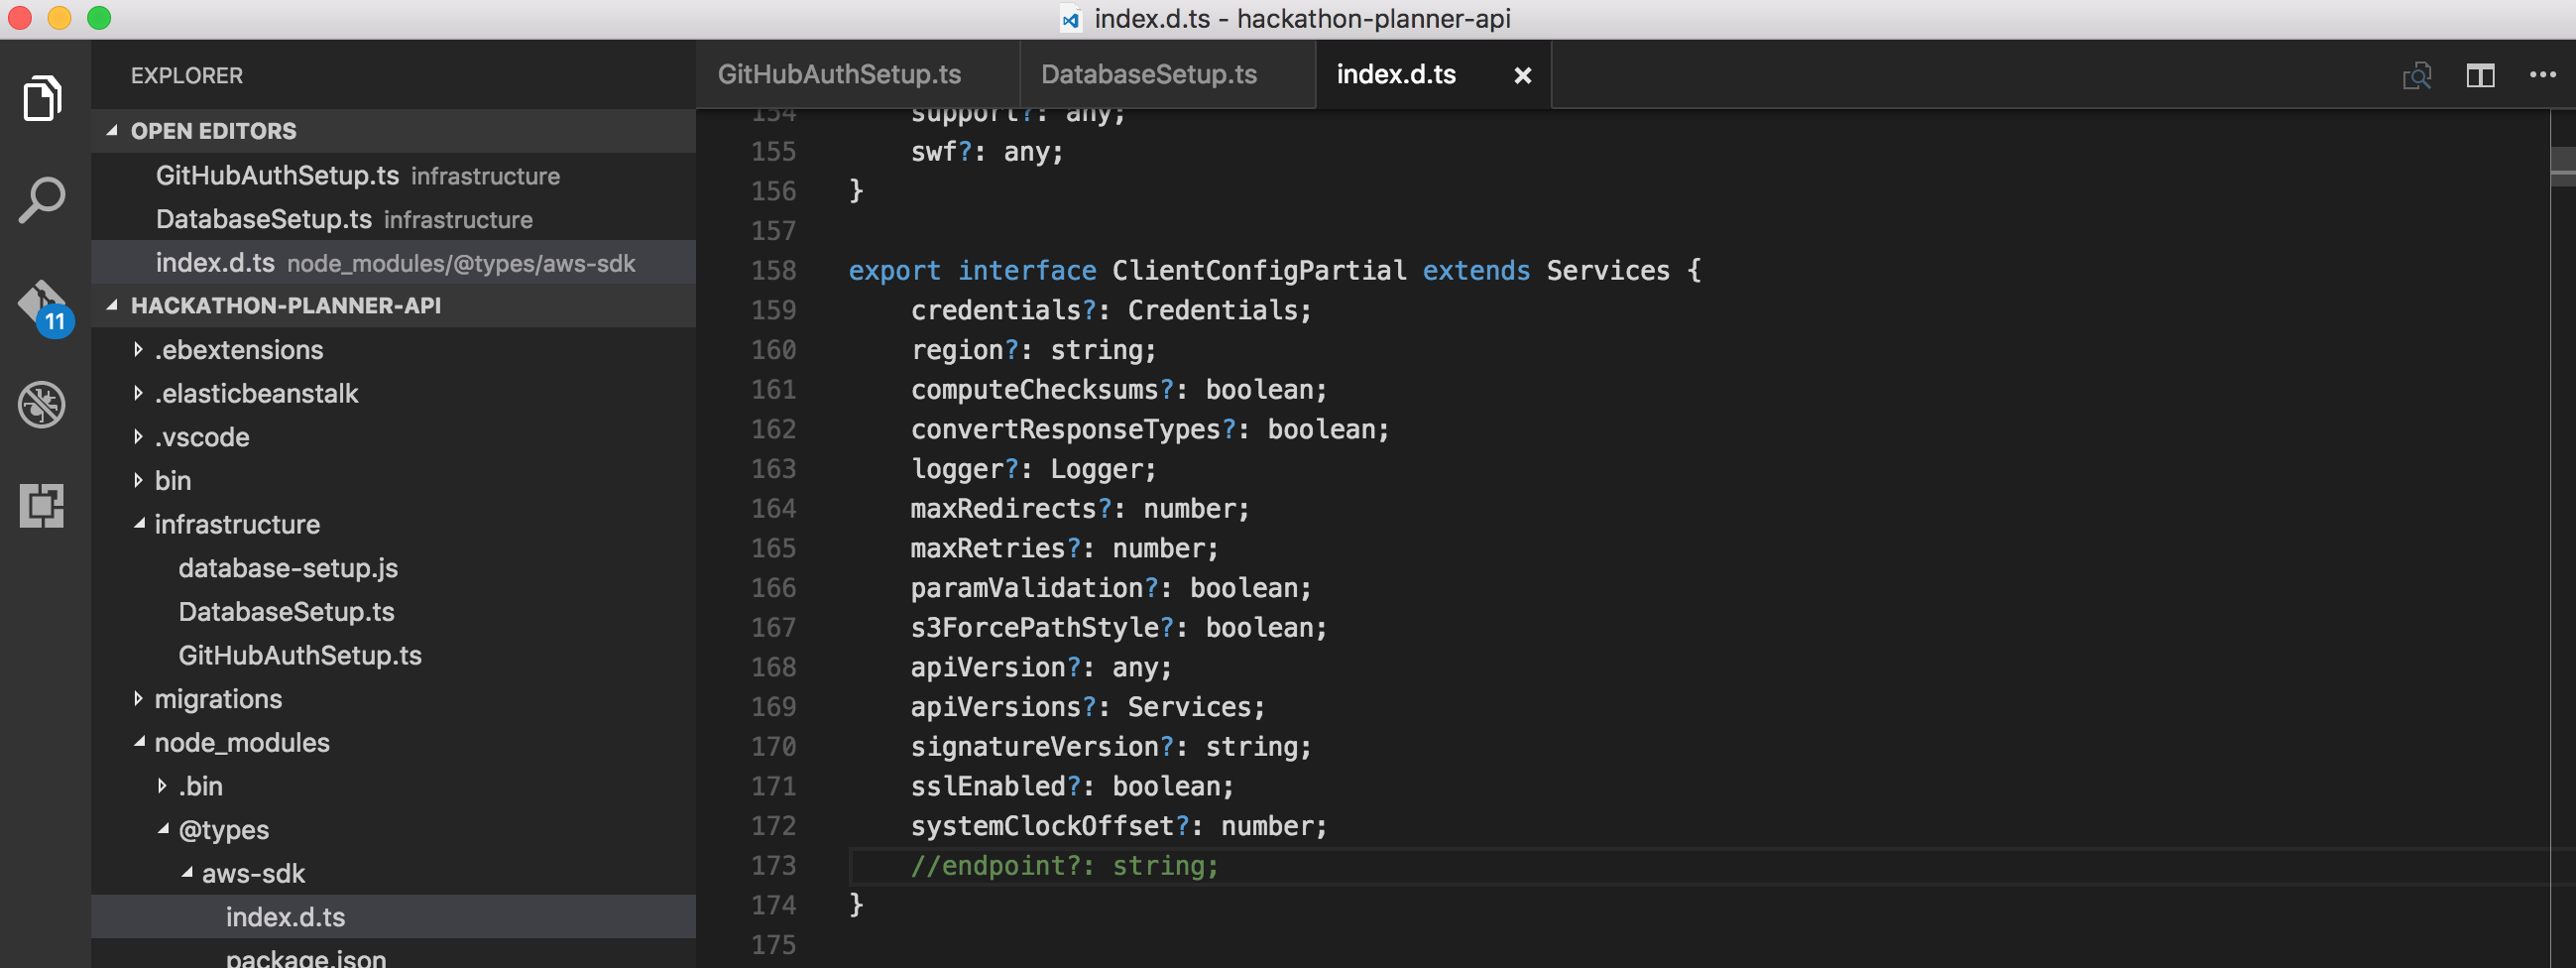 index.d.ts - hackathon-planner-api
EXPLORER
OPEN EDITORS
GitHubAuthSetup.ts infrastructure
DatabaseSetup.ts infrastructure
index.d.ts node_modules/@types/aws-sdk
HACKATHON-PLANNER-API
.ebextensions
.elasticbeanstalk
.vscode
bin
infrastructure
database-setup.js
DatabaseSetup.ts
GitHubAuthSetup.ts
migrations
node_modules
.bin
@types
aws-sdk
index.d.ts
package.json
11
GitHubAuthSetup.ts DatabaseSetup.ts index.d.ts
154 support?: any;
155 swf?: any;
156 }
157
158 export interface ClientConfigPartial extends Services {
159 credentials?: Credentials;
160 region?: string;
161 computeChecksums?: boolean;
162 convertResponseTypes?: boolean;
163 logger?: Logger;
164 maxRedirects?: number;
165 maxRetries?: number;
166 paramValidation?: boolean;
167 s3ForcePathStyle?: boolean;
168 apiVersion?: any;
169 apiVersions?: Services;
170 signatureVersion?: string;
171 sslEnabled?: boolean;
172 systemClockOffset?: number;
173 //endpoint?: string;
174 }
175